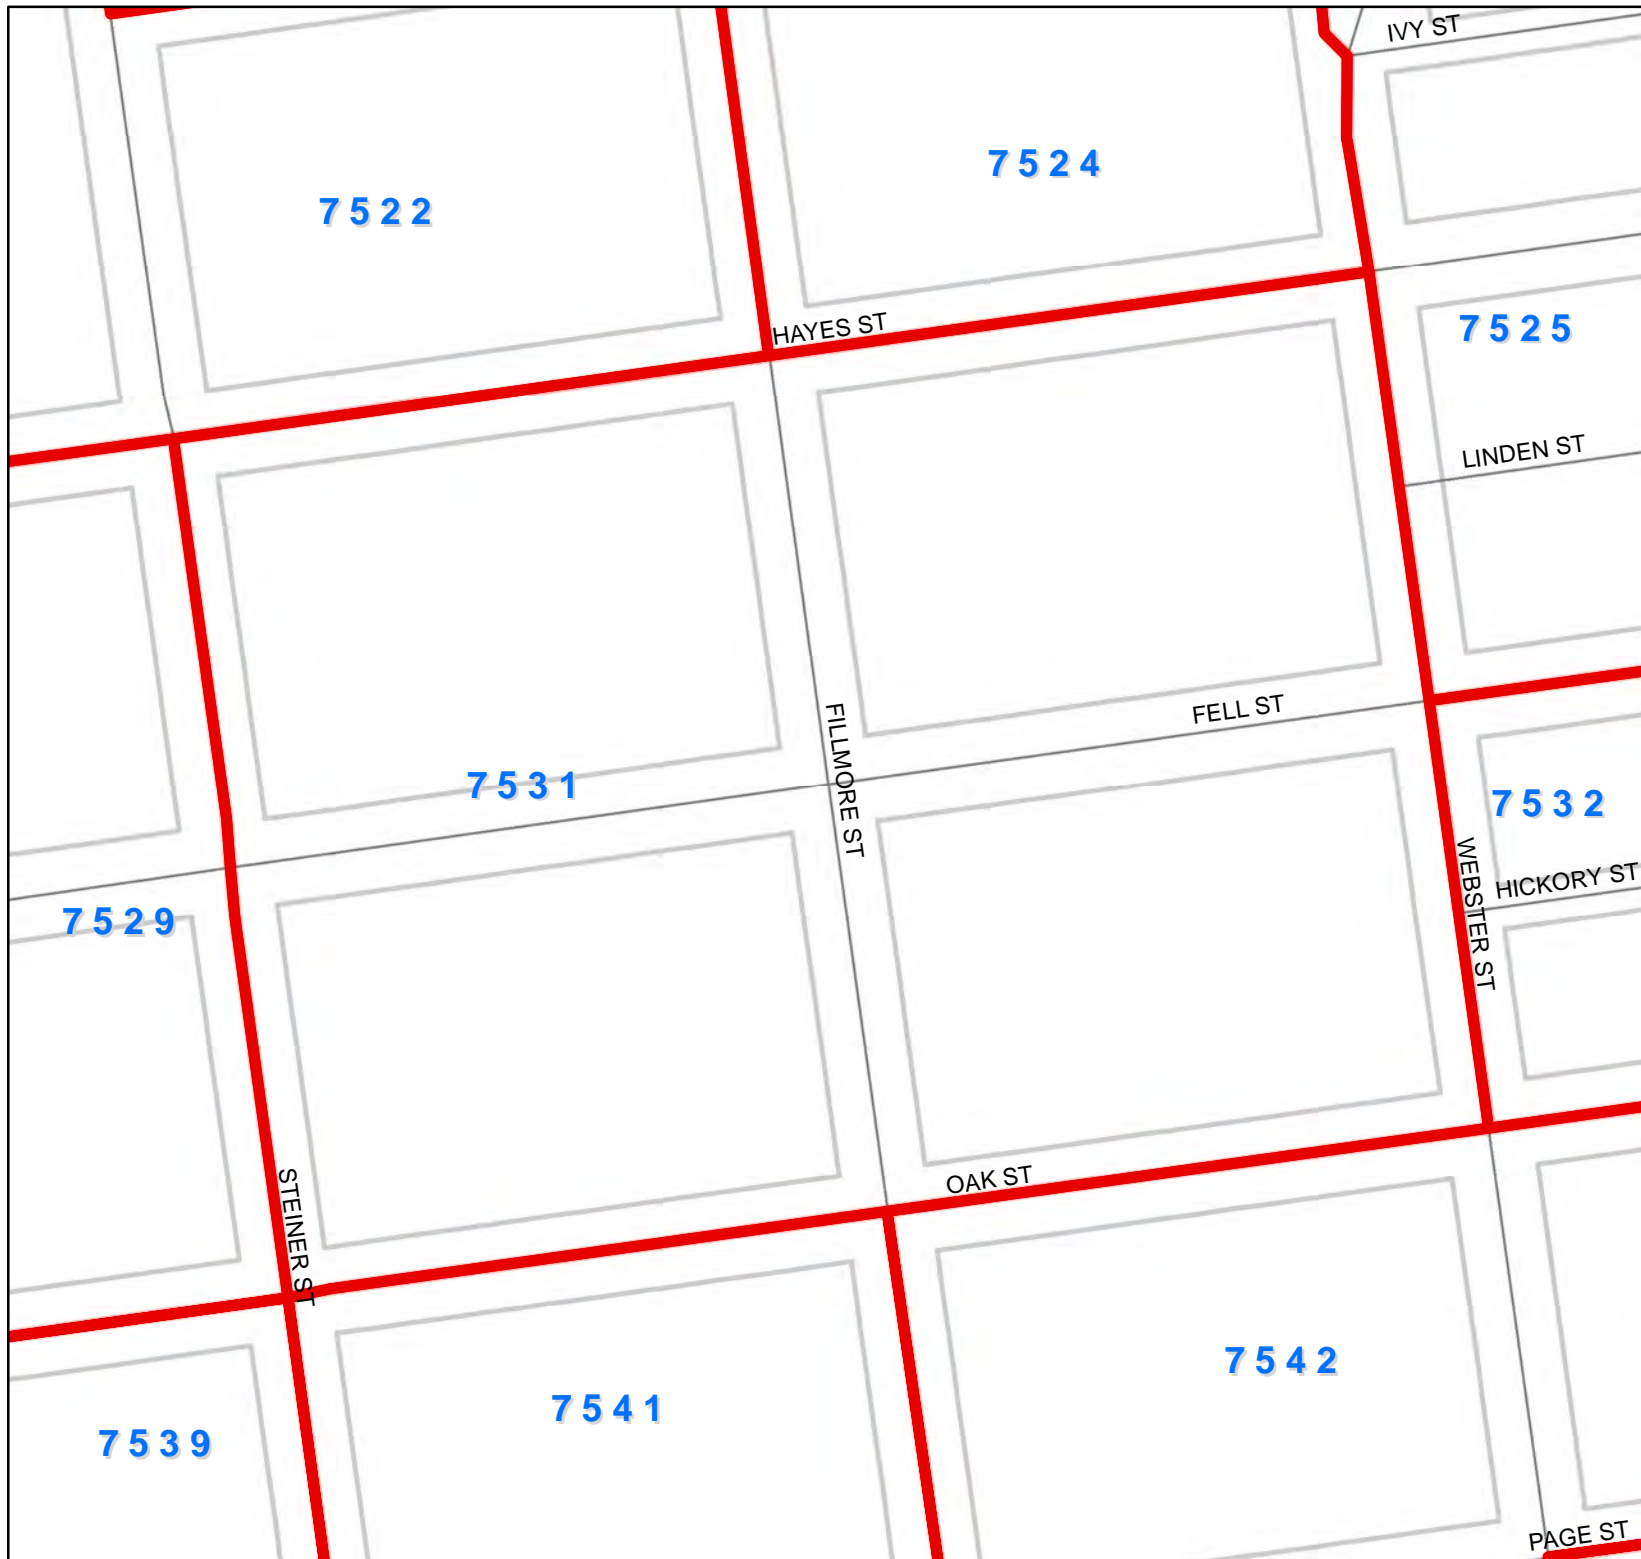 IVY ST
7524
7522
HAYES ST
7525
LINDEN ST
FELL ST
FILLMORE ST
7531
7532
WEBSTER ST
HICKORY ST
7529
OAK ST
STEINER ST
7542
7541
7539
PAGE ST